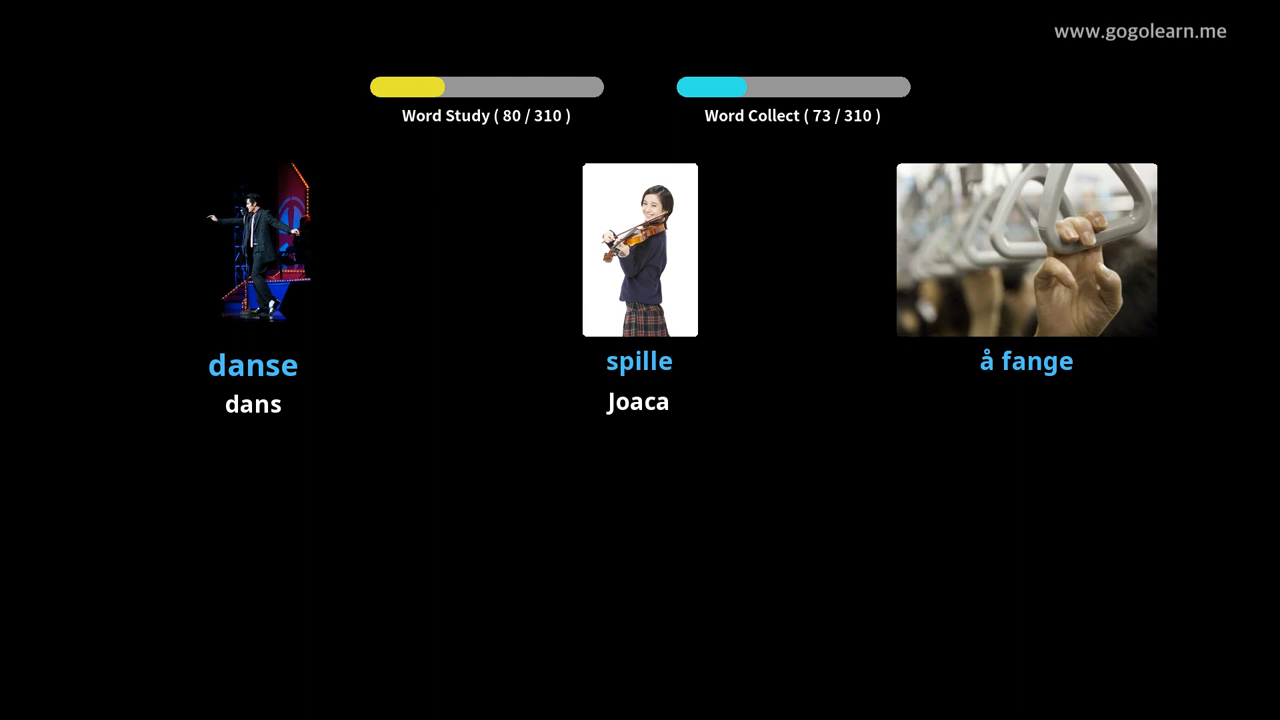 www.gogolearn.me
Word Study ( 80 / 310 )
Word Collect ( 73 / 310 )
danse
spille
å fange
dans
Joaca